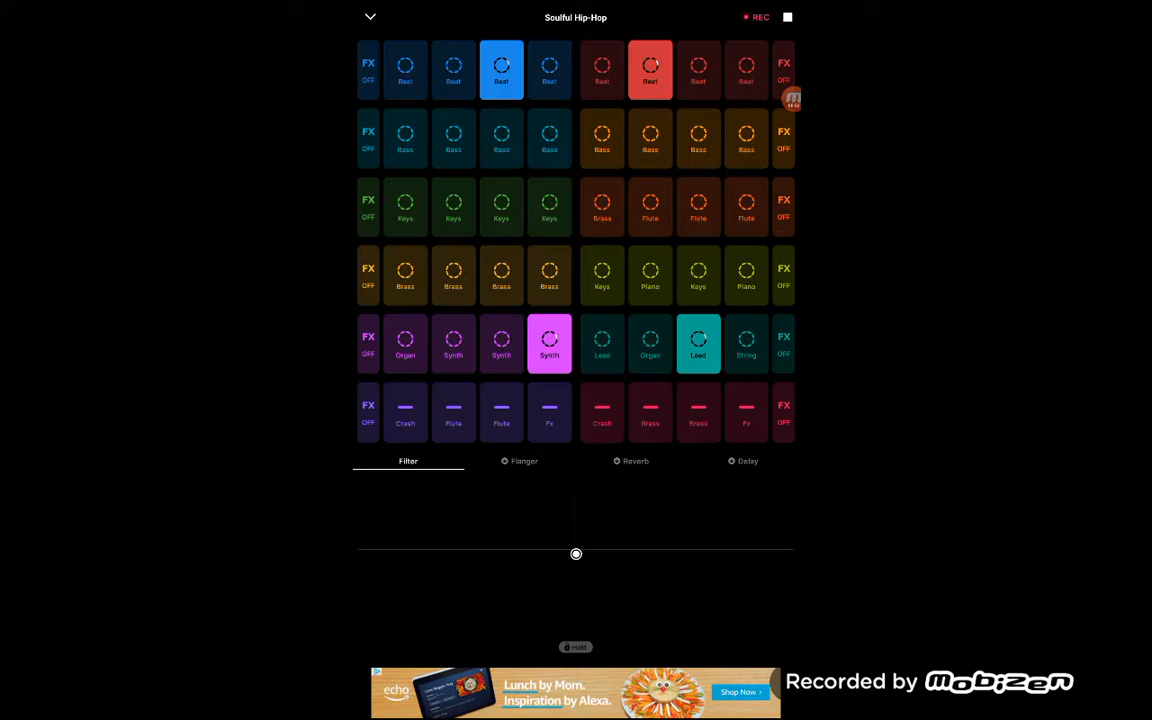 Soulful Hip-Hop
REC
FX Beat Beat Beat Beat Beat Beat Beat Beat FX
OFF OFF
FX Bass Bass Bass Bass Bass Bass Bass Bass FX
OFF OFF
FX Keys Keys Keys Keys Brass Flute Flute Flute FX
OFF OFF
FX Brass Brass Brass Brass Keys Piano Keys Piano FX
OFF OFF
FX Organ Synth Synth Synth Lead Organ Lead String FX
OFF OFF
FX Crash Flute Flute Fx Crash Brass Brass Fx FX
OFF OFF
Filter Flanger Reverb Delay
Hold
echo
Lunch by Mom.
Inspiration by Alexa.
Shop Now >
Recorded by mobizen